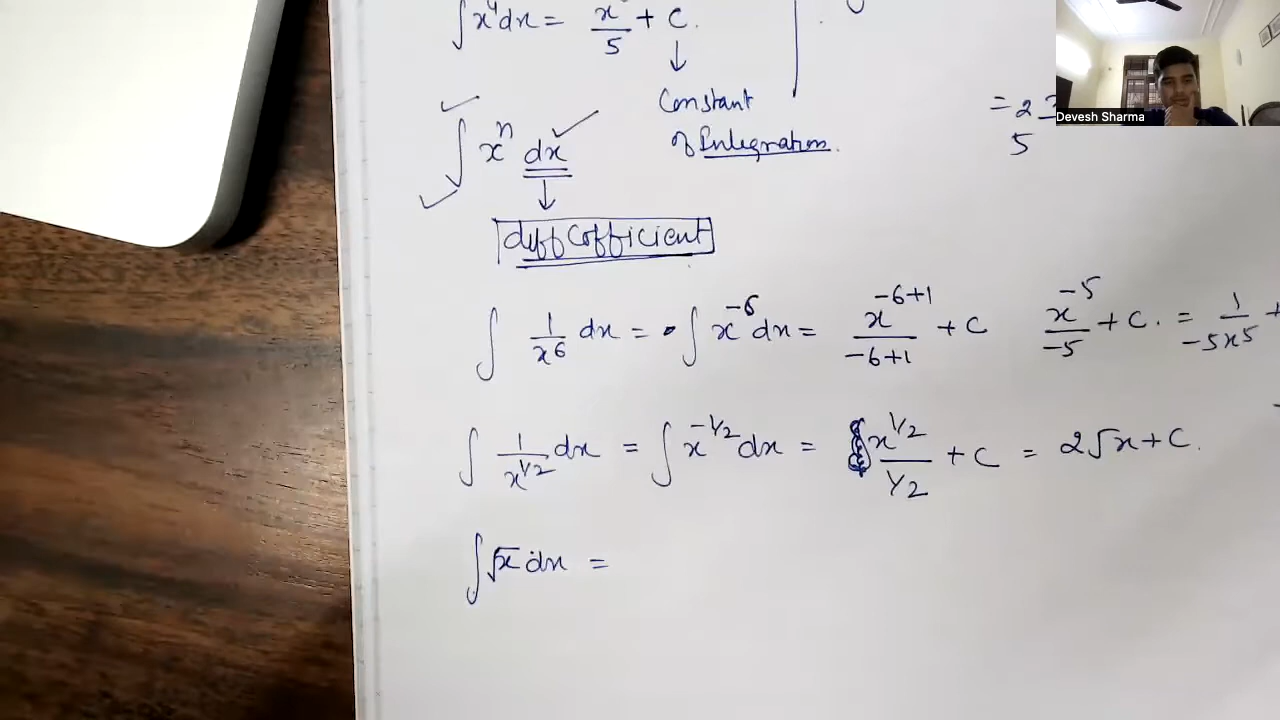 ∫x⁴dx = x/5 + C.
Constant
of Integration.
∫ xⁿ dx
= 2
5
diff Cofficient
∫ 1/x⁶ dx = ∫ x⁻⁶ dx = x⁻⁶⁺¹/-6+1 + C x⁻⁵/-5 + C. = 1/-5x⁵ +
∫ 1/x^1/2 dx = ∫ x^-1/2 dx = x^1/2/1/2 + C = 2√x + C.
∫√x dx =
Devesh Sharma